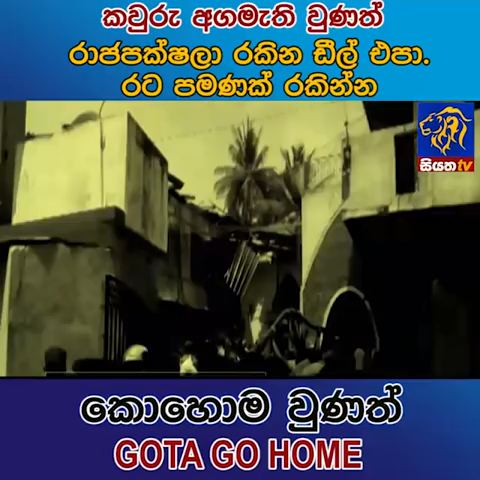 කවුරු අගමැති වුණත්
රාජපක්ෂලා රකින ඩීල් එපා.
රට පමණක් රකින්න
සියත tv
කොහොම වුණත්
GOTA GO HOME